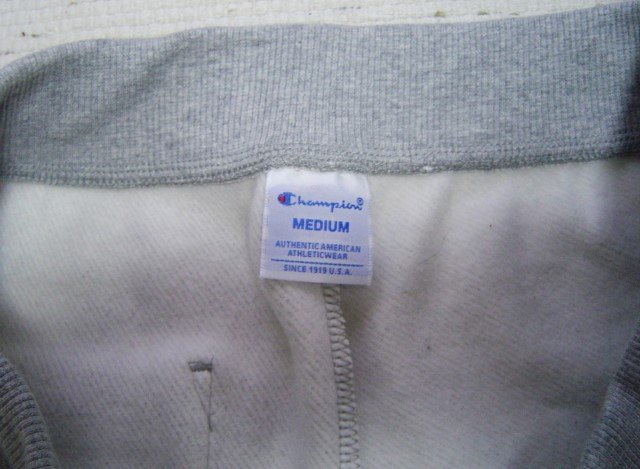 Champion®
MEDIUM
AUTHENTIC AMERICAN
ATHLETICWEAR
SINCE 1919 U.S.A.